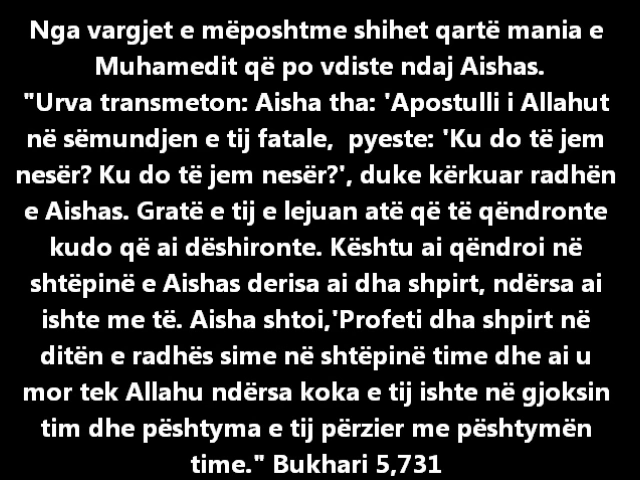 Nga vargjet e mëposhtme shihet qartë mania e
Muhamedit që po vdiste ndaj Aishas.
"Urva transmeton: Aisha tha: 'Apostulli i Allahut
në sëmundjen e tij fatale, pyeste: 'Ku do të jem
nesër? Ku do të jem nesër?', duke kërkuar radhën
e Aishas. Gratë e tij e lejuan atë që të qëndronte
kudo që ai dëshironte. Kështu ai qëndroi në
shtëpinë e Aishas derisa ai dha shpirt, ndërsa ai
ishte me të. Aisha shtoi,'Profeti dha shpirt në
ditën e radhës sime në shtëpinë time dhe ai u
mor tek Allahu ndërsa koka e tij ishte në gjoksin
tim dhe pështyma e tij përzier me pështymën
time." Bukhari 5,731